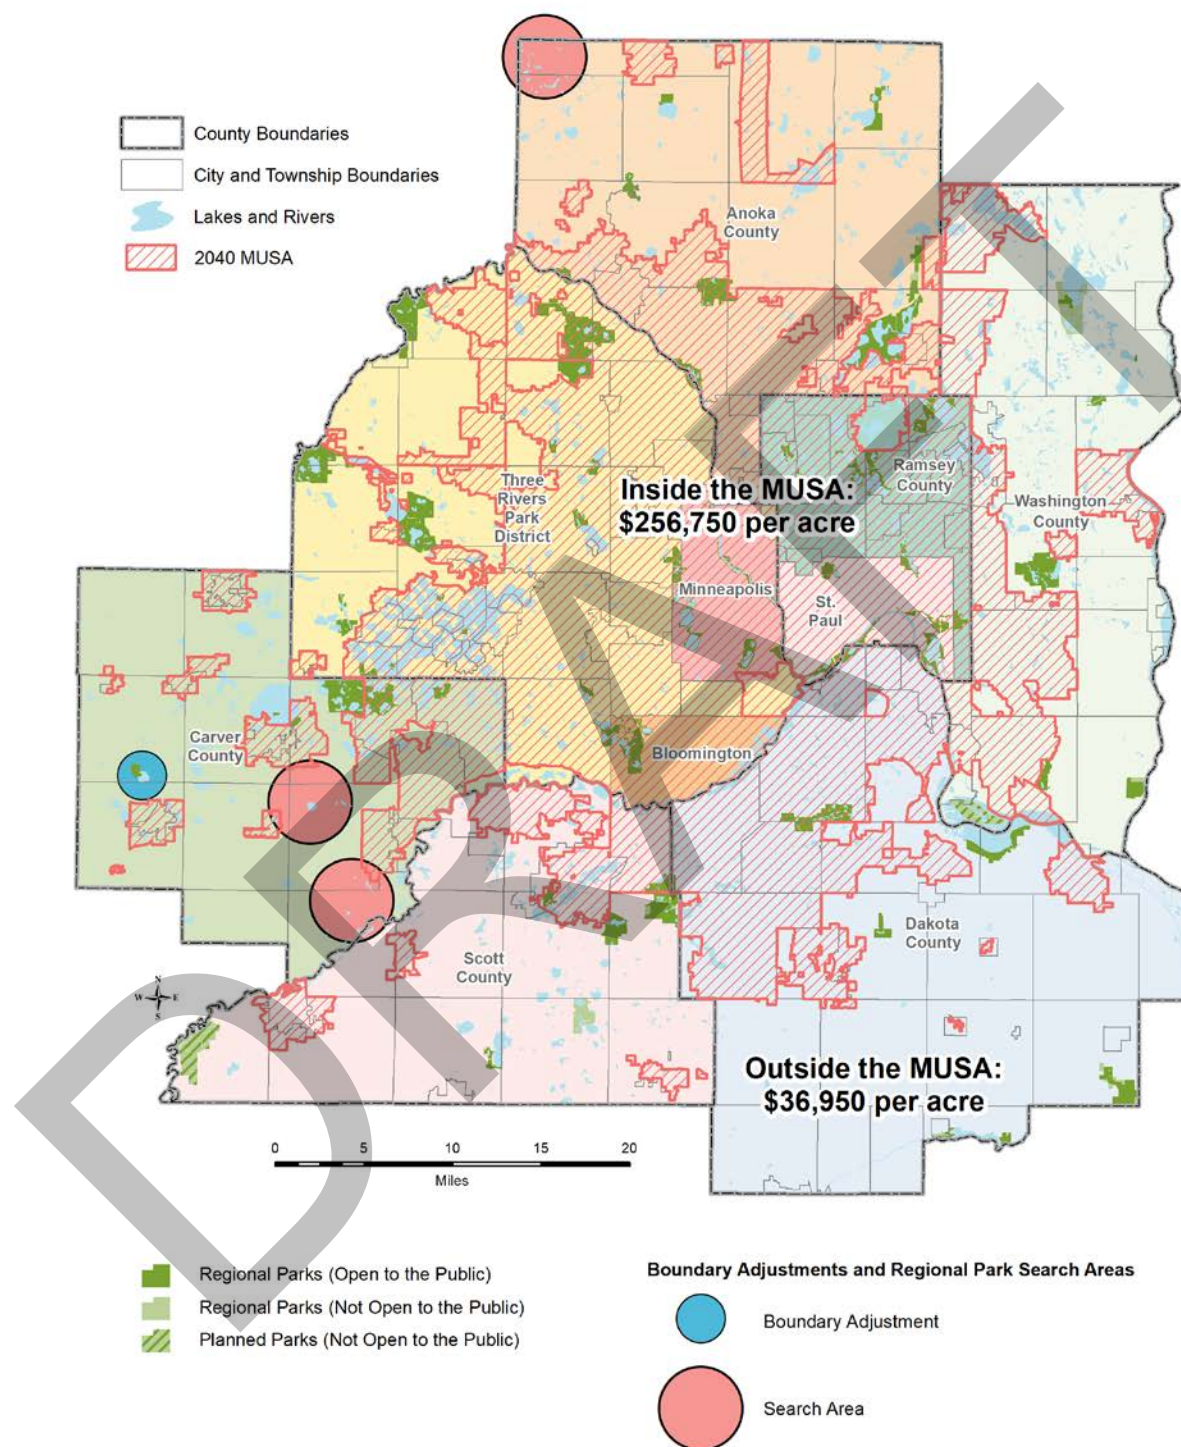 County Boundaries
City and Township Boundaries
Lakes and Rivers
2040 MUSA
Anoka
County
Three
Rivers
Park
District
Inside the MUSA:
$256,750 per acre
Ramsey
County
Washington
County
Minneapolis
St.
Paul
Carver
County
Bloomington
Dakota
County
Scott
County
N
W E
S
Outside the MUSA:
$36,950 per acre
0 5 10 15 20
Miles
DRAFT
Regional Parks (Open to the Public)
Regional Parks (Not Open to the Public)
Planned Parks (Not Open to the Public)
Boundary Adjustments and Regional Park Search Areas
Boundary Adjustment
Search Area